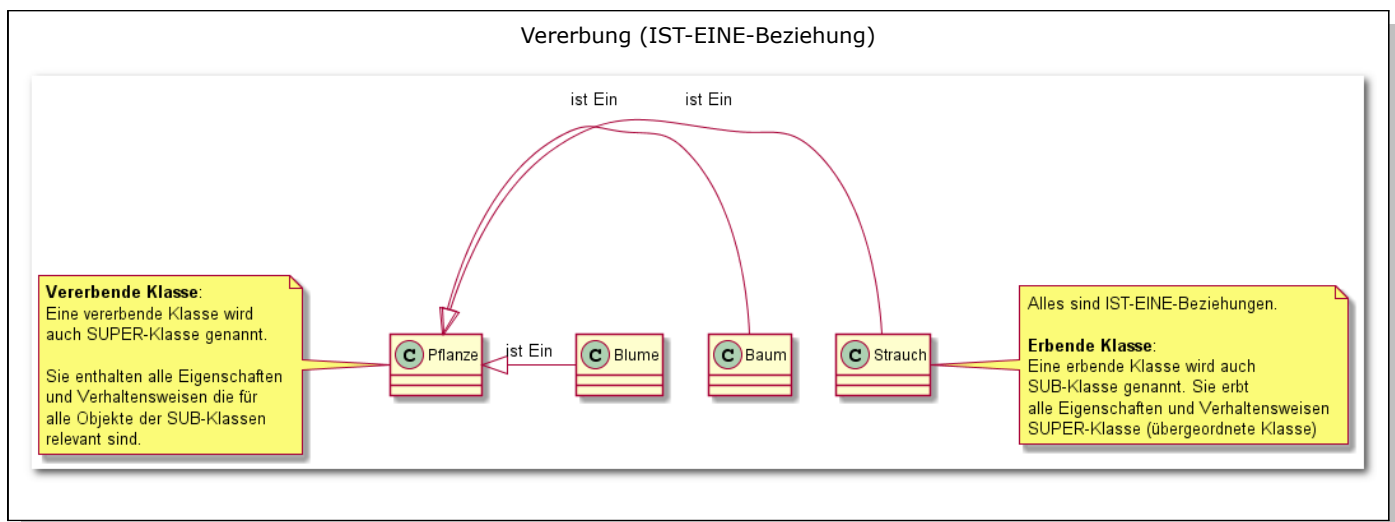 Vererbung (IST-EINE-Beziehung)
ist Ein
ist Ein
Vererbende Klasse:
Eine vererbende Klasse wird
auch SUPER-Klasse genannt.
Sie enthalten alle Eigenschaften
und Verhaltensweisen die für
alle Objekte der SUB-Klassen
relevant sind.
C Pflanze
ist Ein
C Blume
C Baum
C Strauch
Alles sind IST-EINE-Beziehungen.
Erbende Klasse:
Eine erbende Klasse wird auch
SUB-Klasse genannt. Sie erbt
alle Eigenschaften und Verhaltensweisen
SUPER-Klasse (übergeordnete Klasse)